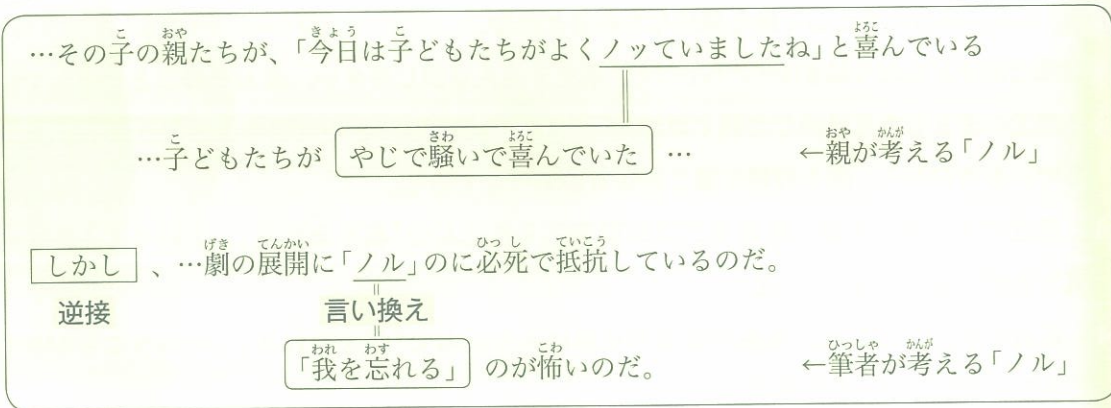 …その子の親たちが、「今日は子どもたちがよくノッていましたね」と喜んでいる
…子どもたちが やじで騒いで喜んでいた … ←親が考える「ノル」
しかし 、…劇の展開に「ノル」のに必死で抵抗しているのだ。
逆接 言い換え
「我を忘れる」 のが怖いのだ。 ←筆者が考える「ノル」